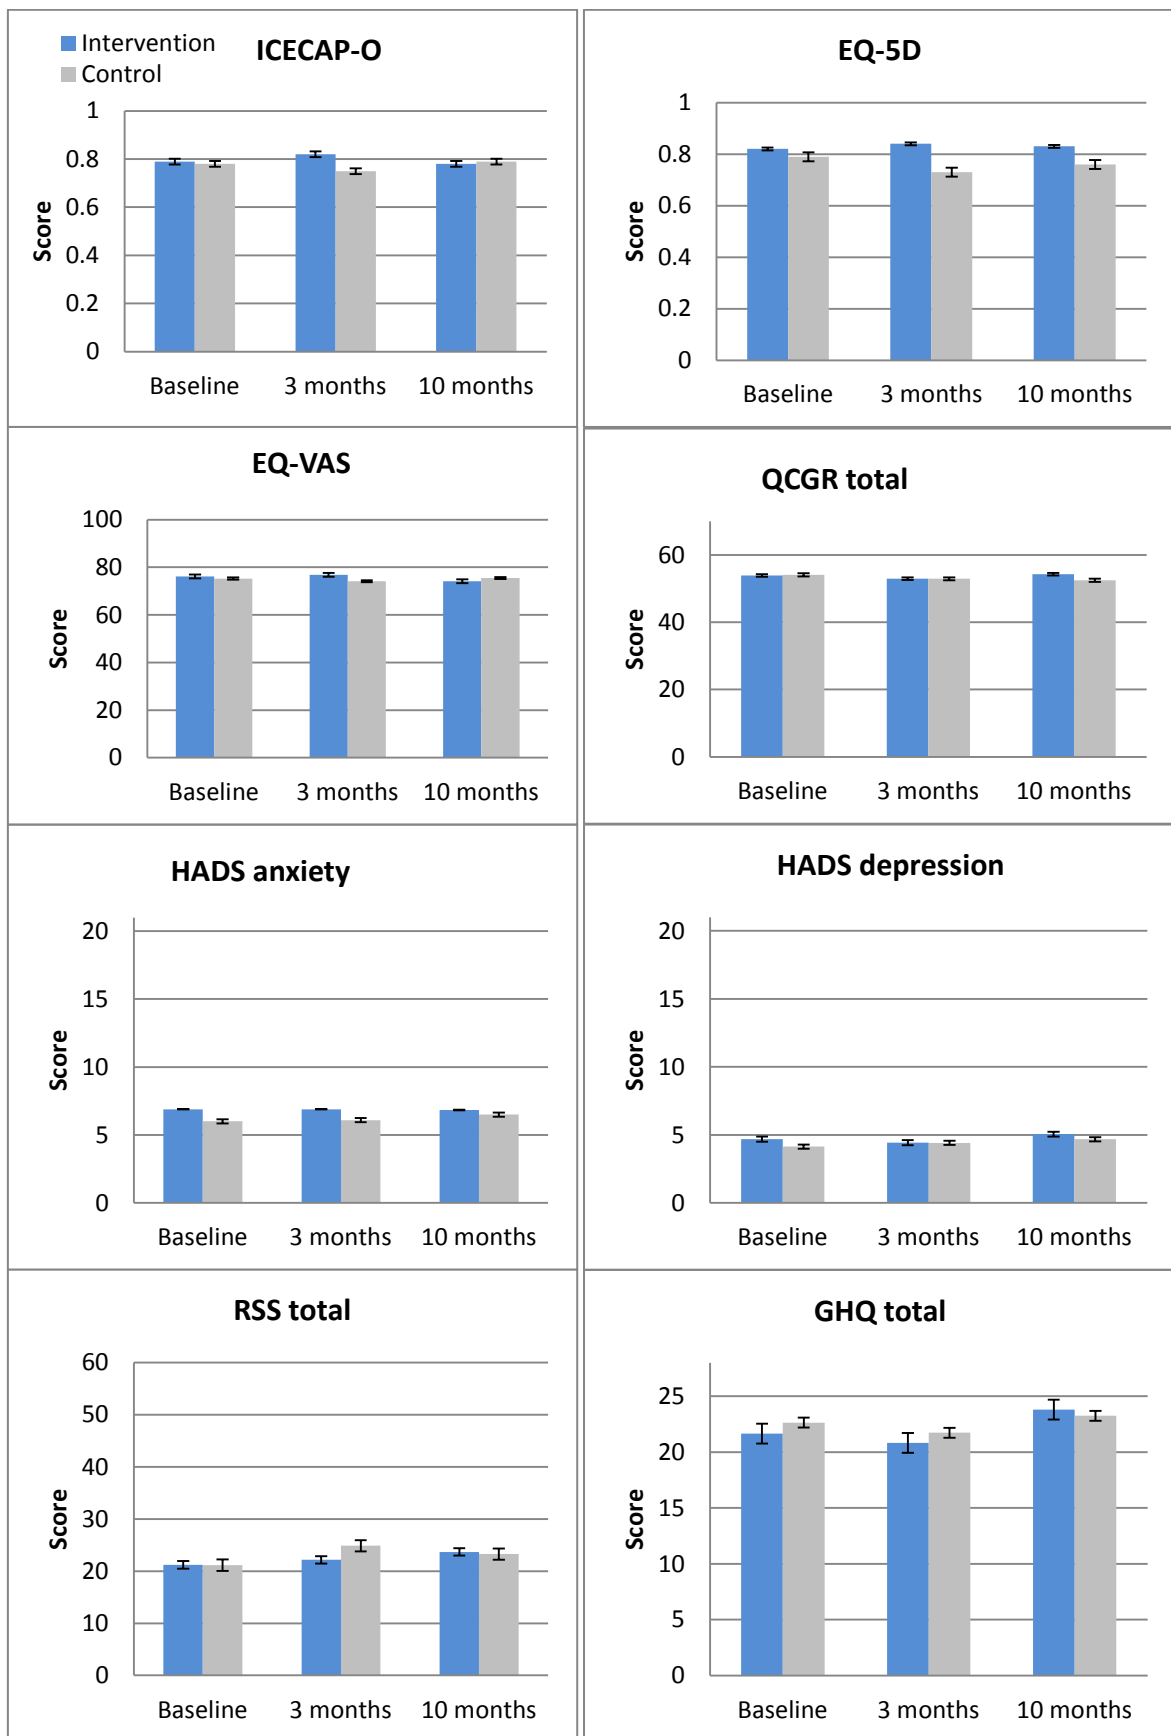 Intervention
Control
ICECAP-O
Score
1
0.8
0.6
0.4
0.2
0
Baseline 3 months 10 months
EQ-5D
Score
1
0.8
0.6
0.4
0.2
0
Baseline 3 months 10 months
EQ-VAS
Score
100
80
60
40
20
0
Baseline 3 months 10 months
QCGR total
Score
60
40
20
0
Baseline 3 months 10 months
HADS anxiety
Score
20
15
10
5
0
Baseline 3 months 10 months
HADS depression
Score
20
15
10
5
0
Baseline 3 months 10 months
RSS total
Score
60
50
40
30
20
10
0
Baseline 3 months 10 months
GHQ total
Score
25
20
15
10
5
0
Baseline 3 months 10 months